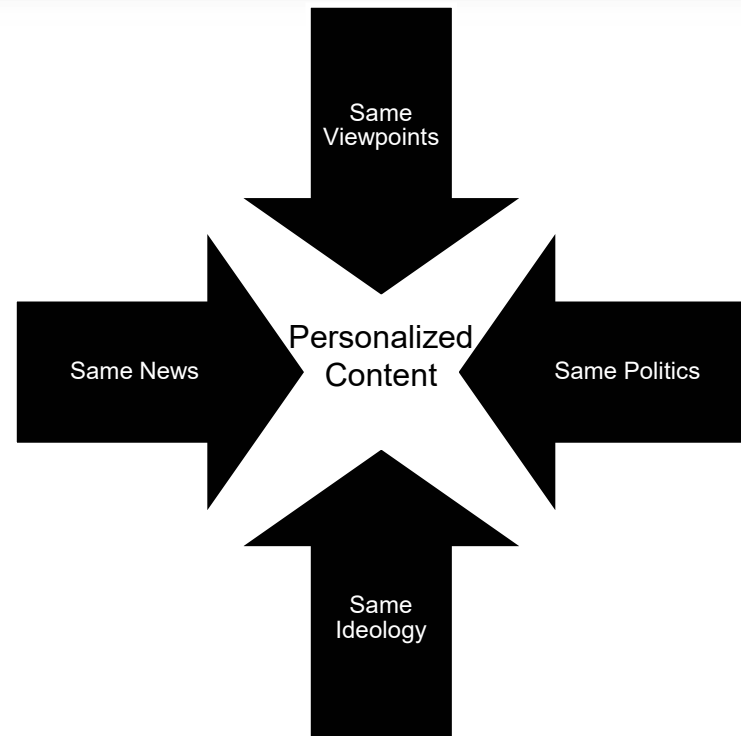 Same
Viewpoints
Personalized
Content
Same News
Same Politics
Same
Ideology